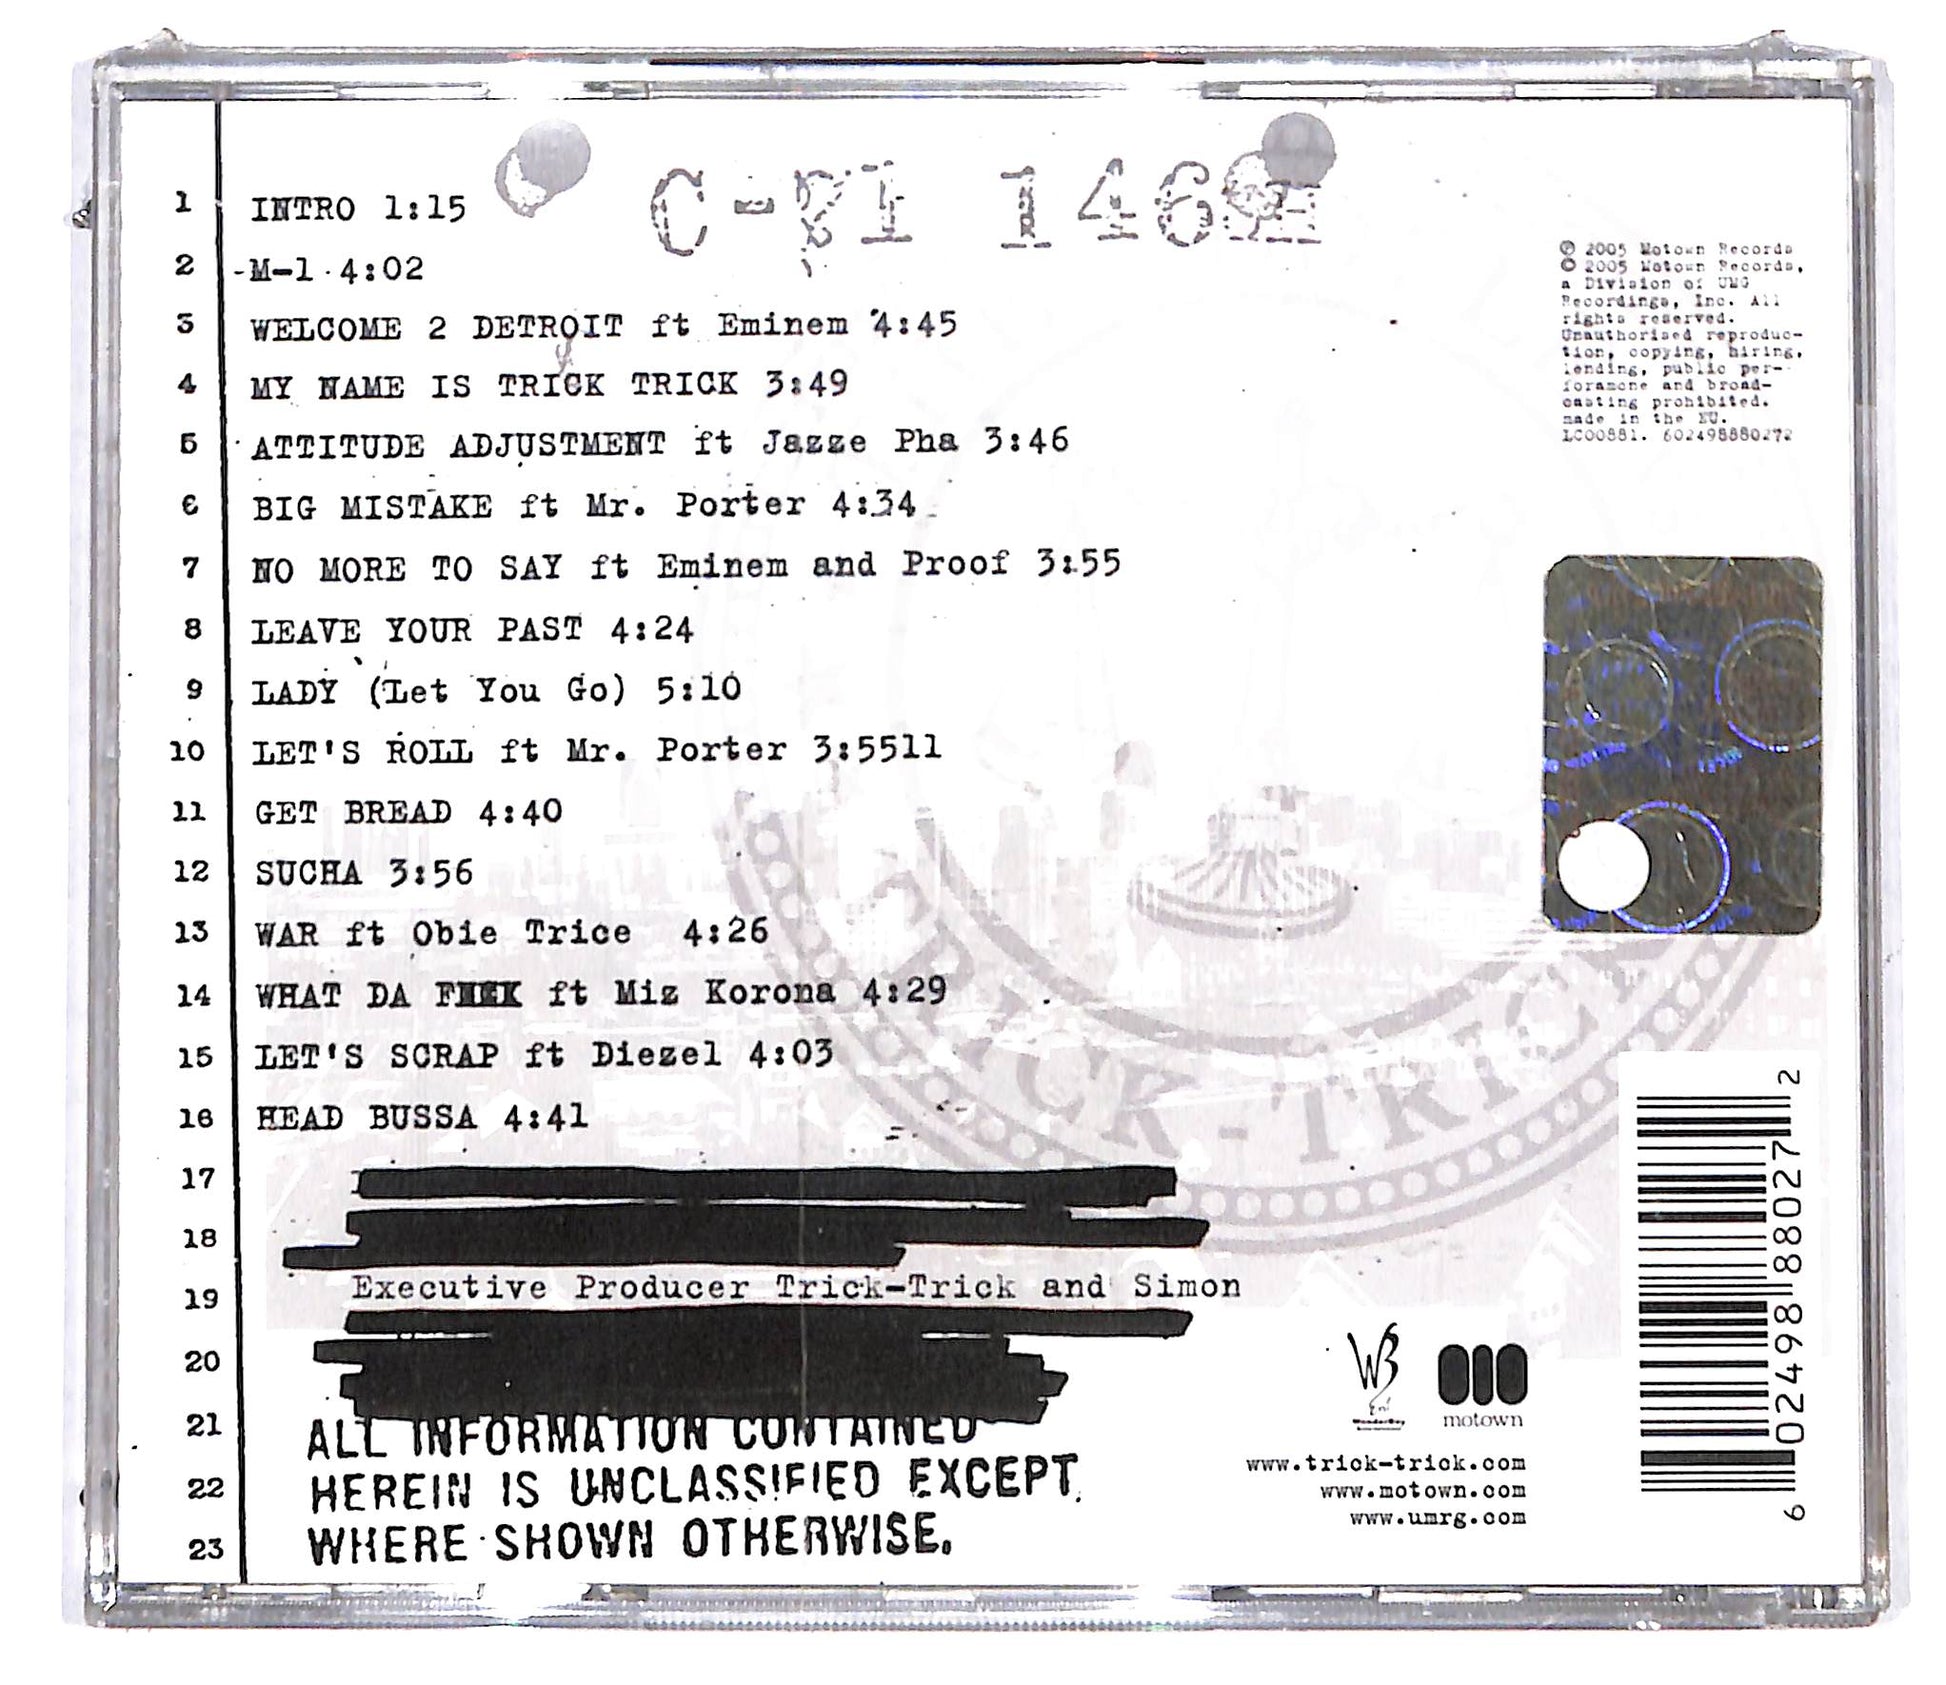 1 INTRO 1:15
2 -M-1 4:02
3 WELCOME 2 DETROIT ft Eminem 4:45
4 MY NAME IS TRICK TRICK 3:49
5 ATTITUDE ADJUSTMENT ft Jazze Pha 3:46
6 BIG MISTAKE ft Mr. Porter 4:34
7 NO MORE TO SAY ft Eminem and Proof 3:55
8 LEAVE YOUR PAST 4:24
9 LADY (Let You Go) 5:10
10 LET'S ROLL ft Mr. Porter 3:5511
11 GET BREAD 4:40
12 SUCHA 3:56
13 WAR ft Obie Trice 4:26
14 WHAT DA ft Miz Korona 4:29
15 LET'S SCRAP ft Diezel 4:03
16 HEAD BUSSA 4:41
17
18
Executive Producer Trick-Trick and Simon
19
20
21
22
23
ALL INFORMATION CONTAINED
HEREIN IS UNCLASSIFIED EXCEPT
WHERE SHOWN OTHERWISE.
℗ 2005 Motown Records
© 2005 Motown Records,
a Division of UMG
Recordings, Inc. All
rights reserved.
Unauthorised reproduc-
tion, copying, hiring,
lending, public per-
foramone and broad-
casting prohibited.
made in the EU.
LC00881. 602498880272
TRICK-TRICK
W3
motown
www.trick-trick.com
www.motown.com
www.umrg.com
6 02498 88027 2